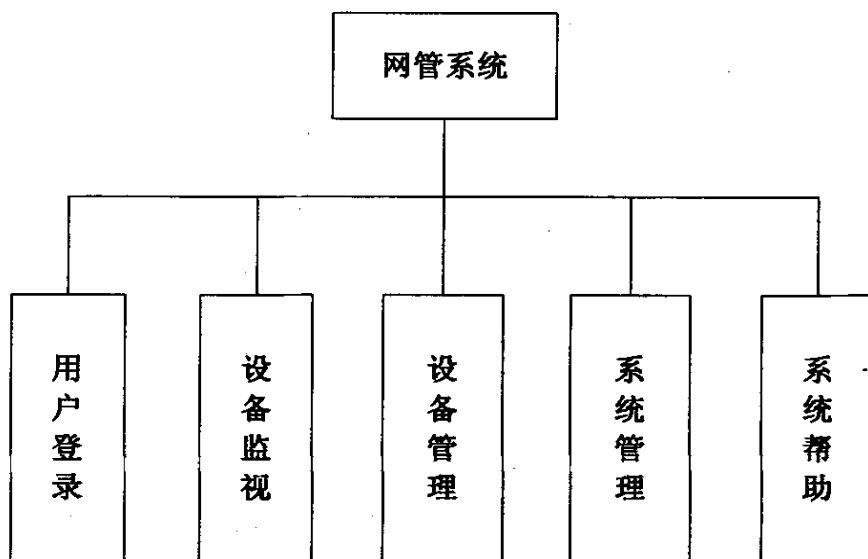 网管系统
用户登录
设备监视
设备管理
系统管理
系统帮助